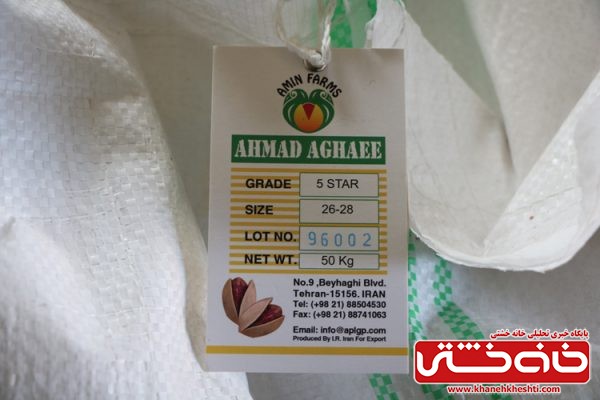 AMIN FARMS
AHMAD AGHAEE
GRADE 5 STAR
SIZE 26-28
LOT NO. 96002
NET WT. 50 Kg
No.9 ,Beyhaghi Blvd.
Tehran-15156. IRAN
Tel: (+98 21) 88504530
Fax: (+98 21) 88741063
Email: info@aplgp.com
Produced By I.R. Iran For Export
پایگاه خبری تحلیلی خانه خشتی
خانه خشتی
www.khanehkheshti.com